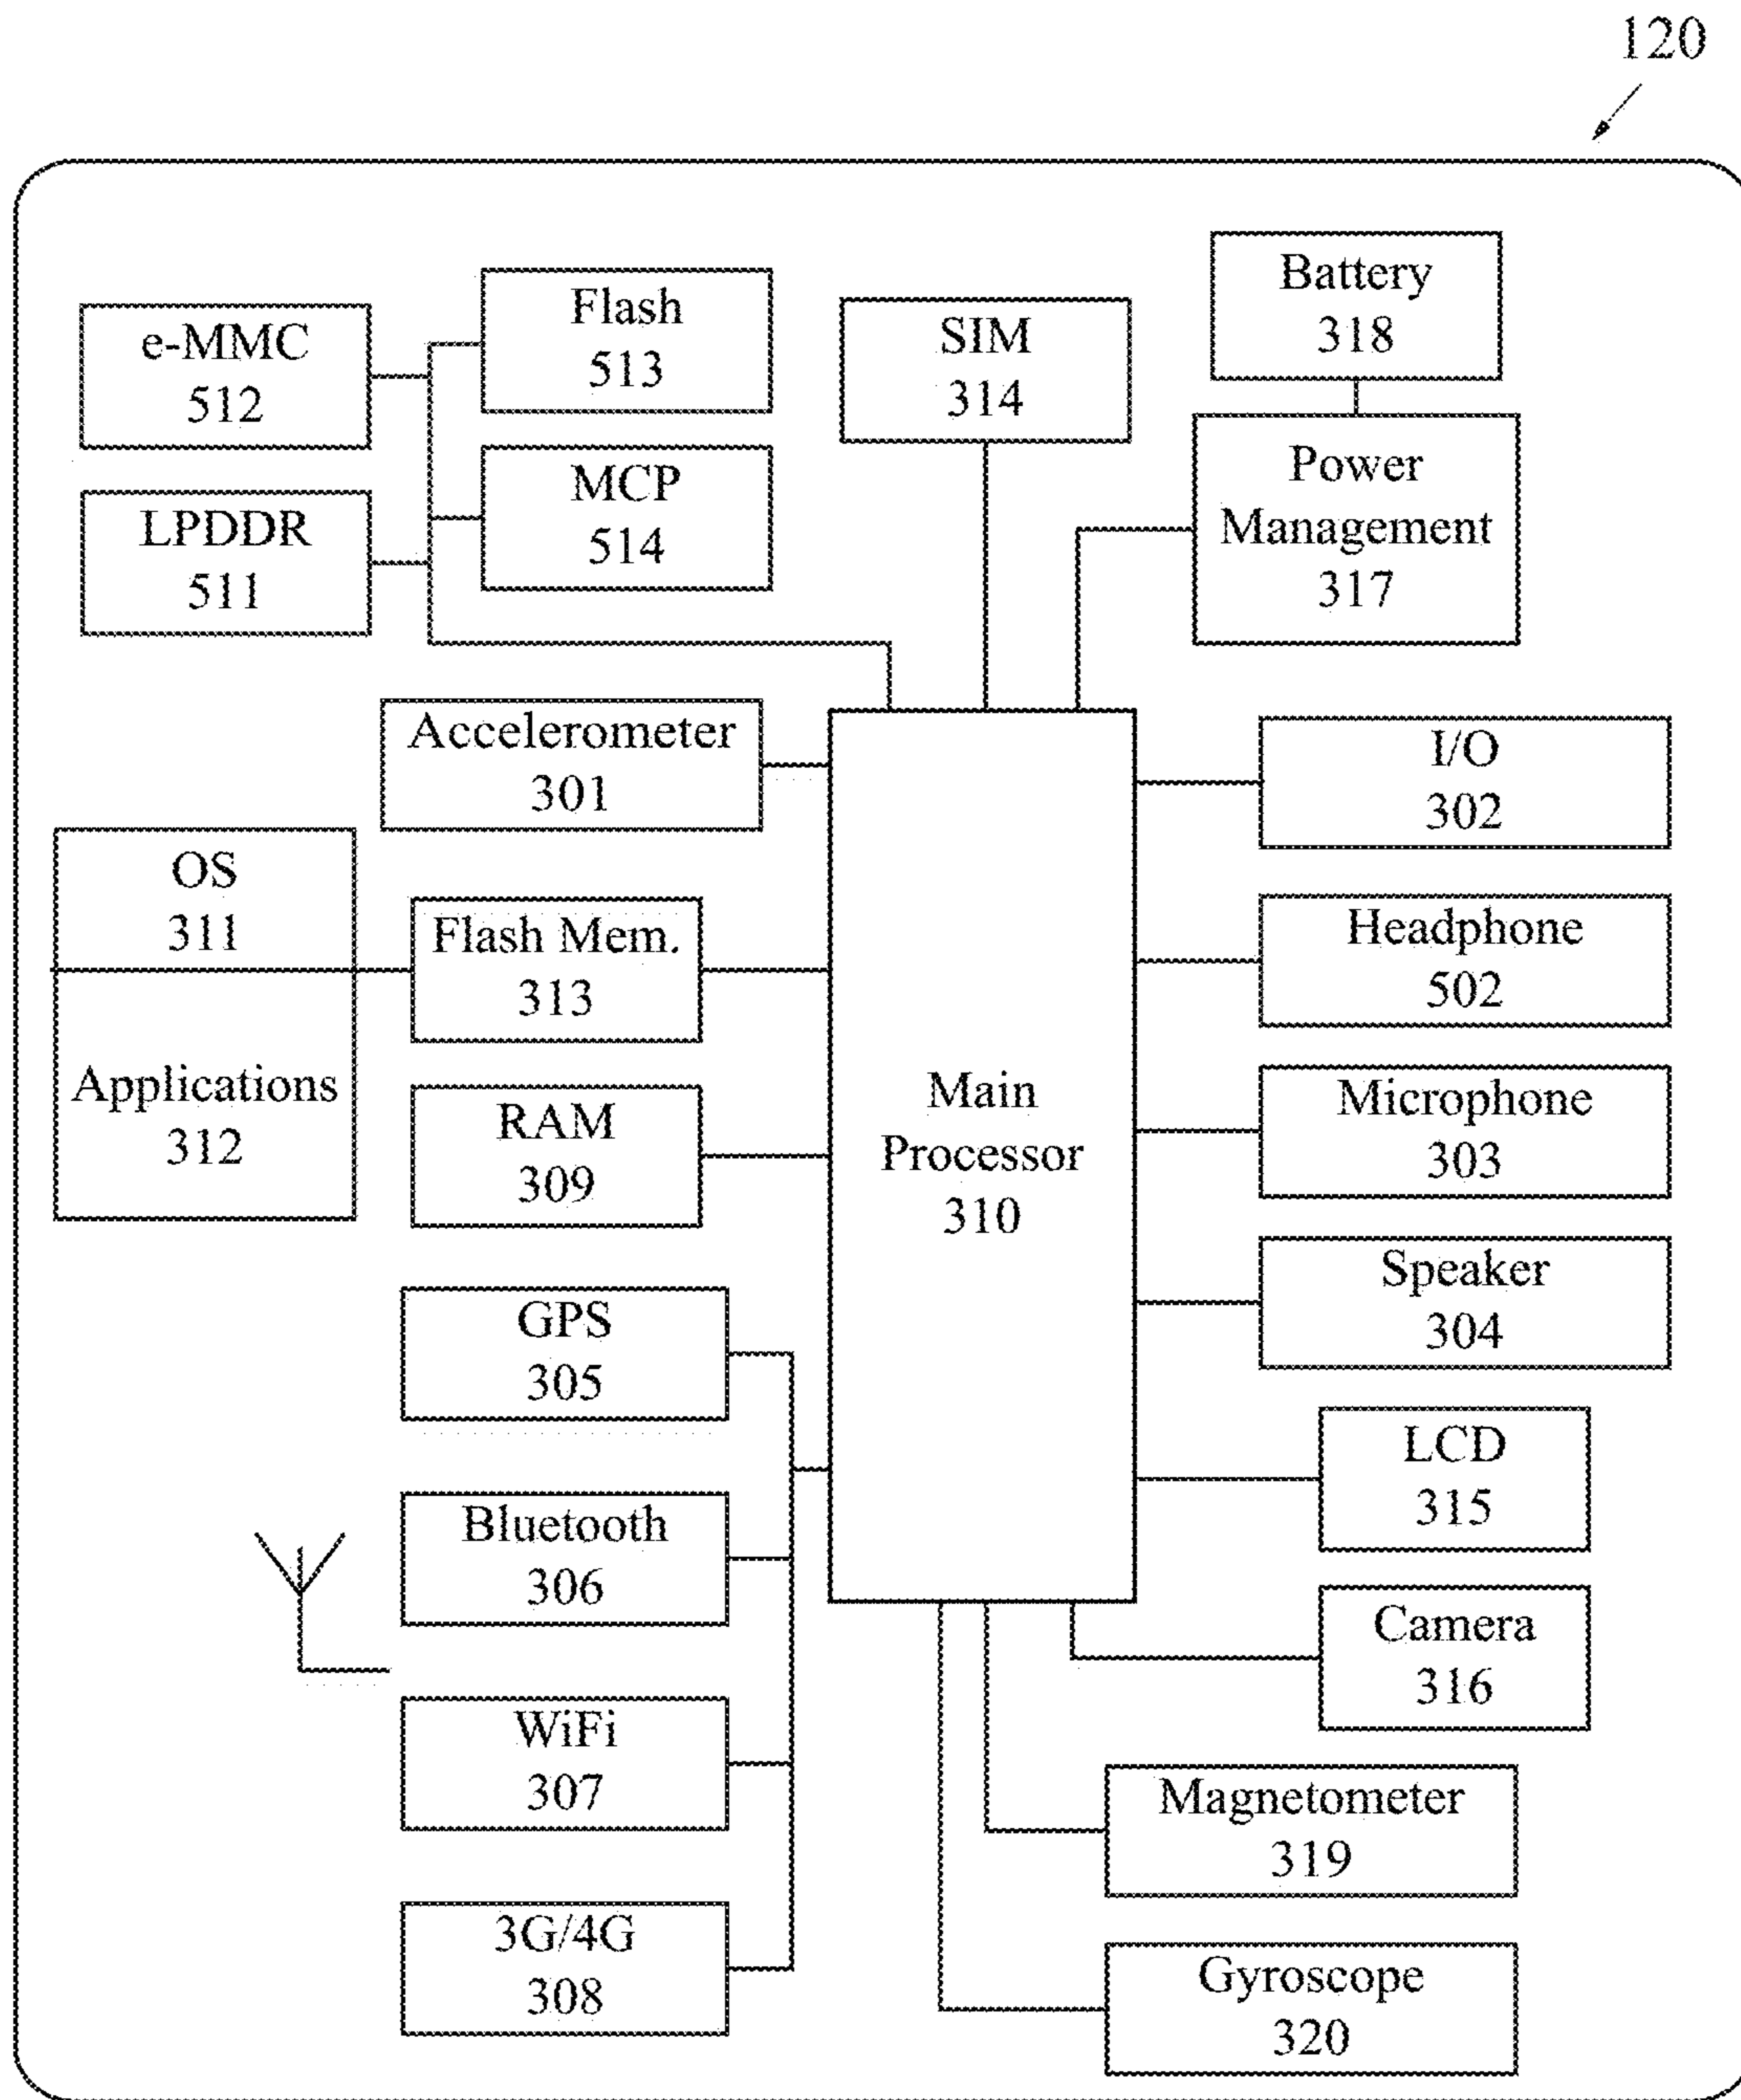 120
Battery
318
Flash
513
SIM
314
e-MMC
512
Power
Management
317
MCP
514
LPDDR
511
Accelerometer
301
I/O
302
OS
311
Flash Mem.
313
Headphone
502
Applications
312
RAM
309
Main
Processor
310
Microphone
303
Speaker
304
GPS
305
LCD
315
Bluetooth
306
Camera
316
WiFi
307
Magnetometer
319
3G/4G
308
Gyroscope
320